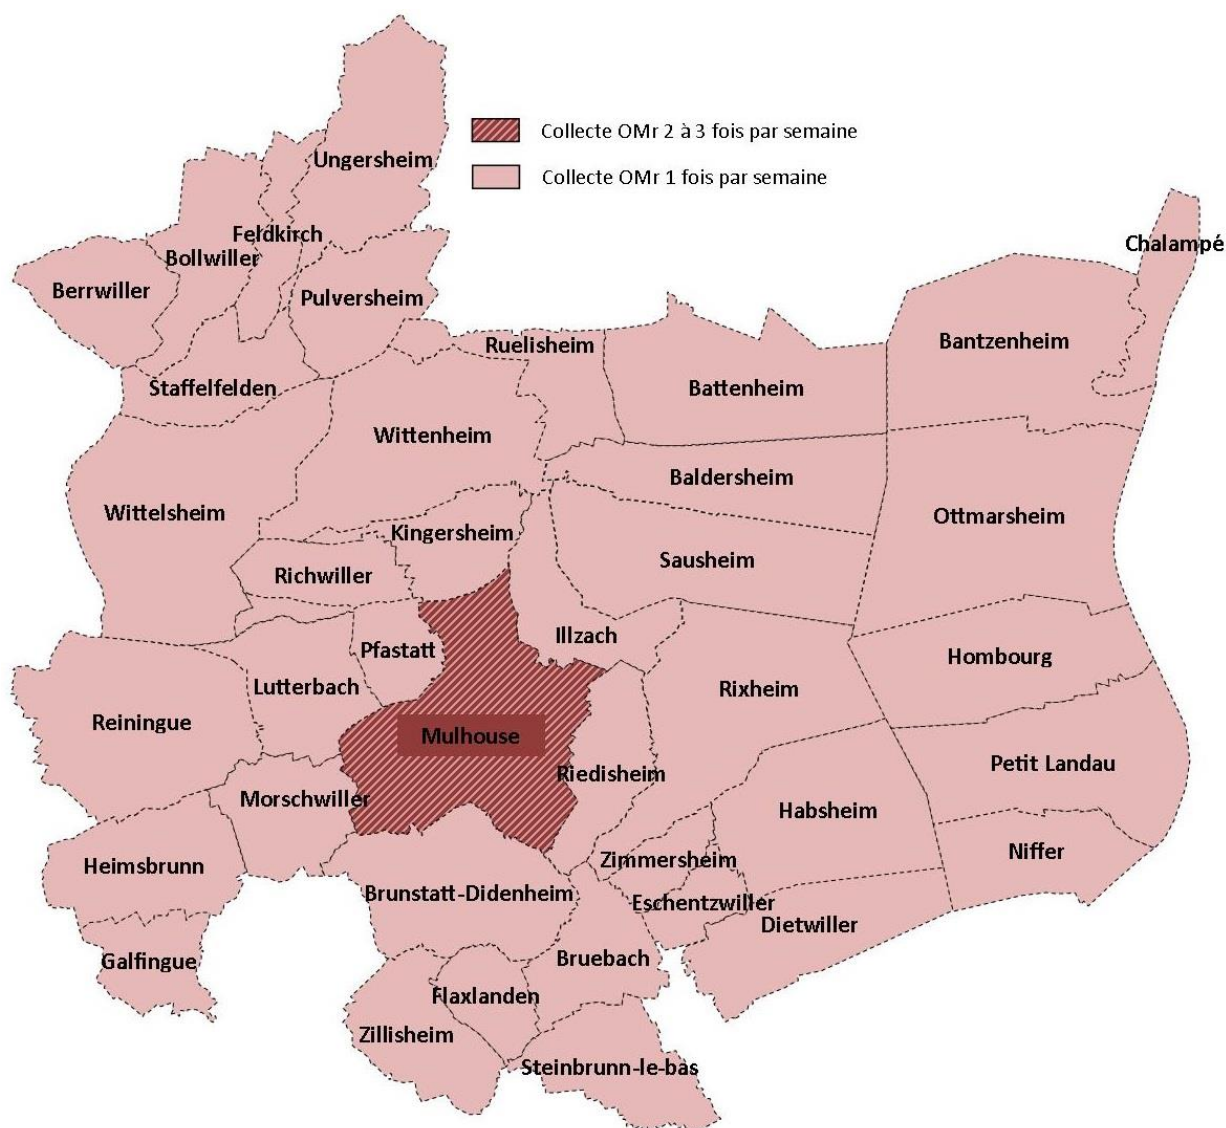 Collecte OMr 2 à 3 fois par semaine
Collecte OMr 1 fois par semaine
Ungersheim
Feldkirch
Chalampé
Bollwiller
Berrwiller
Pulversheim
Ruelisheim
Bantzenheim
Staffelfelden
Battenheim
Wittenheim
Baldersheim
Wittelsheim
Ottmarsheim
Kingersheim
Sausheim
Richwiller
Illzach
Pfastatt
Hombourg
Lutterbach
Rixheim
Reiningue
Mulhouse
Petit Landau
Riedisheim
Morschwiller
Habsheim
Niffer
Zimmersheim
Heimsbrunn
Brunstatt-Didenheim
Eschentzwiller
Dietwiller
Bruebach
Galfingue
Flaxlanden
Zillisheim
Steinbrunn-le-bas